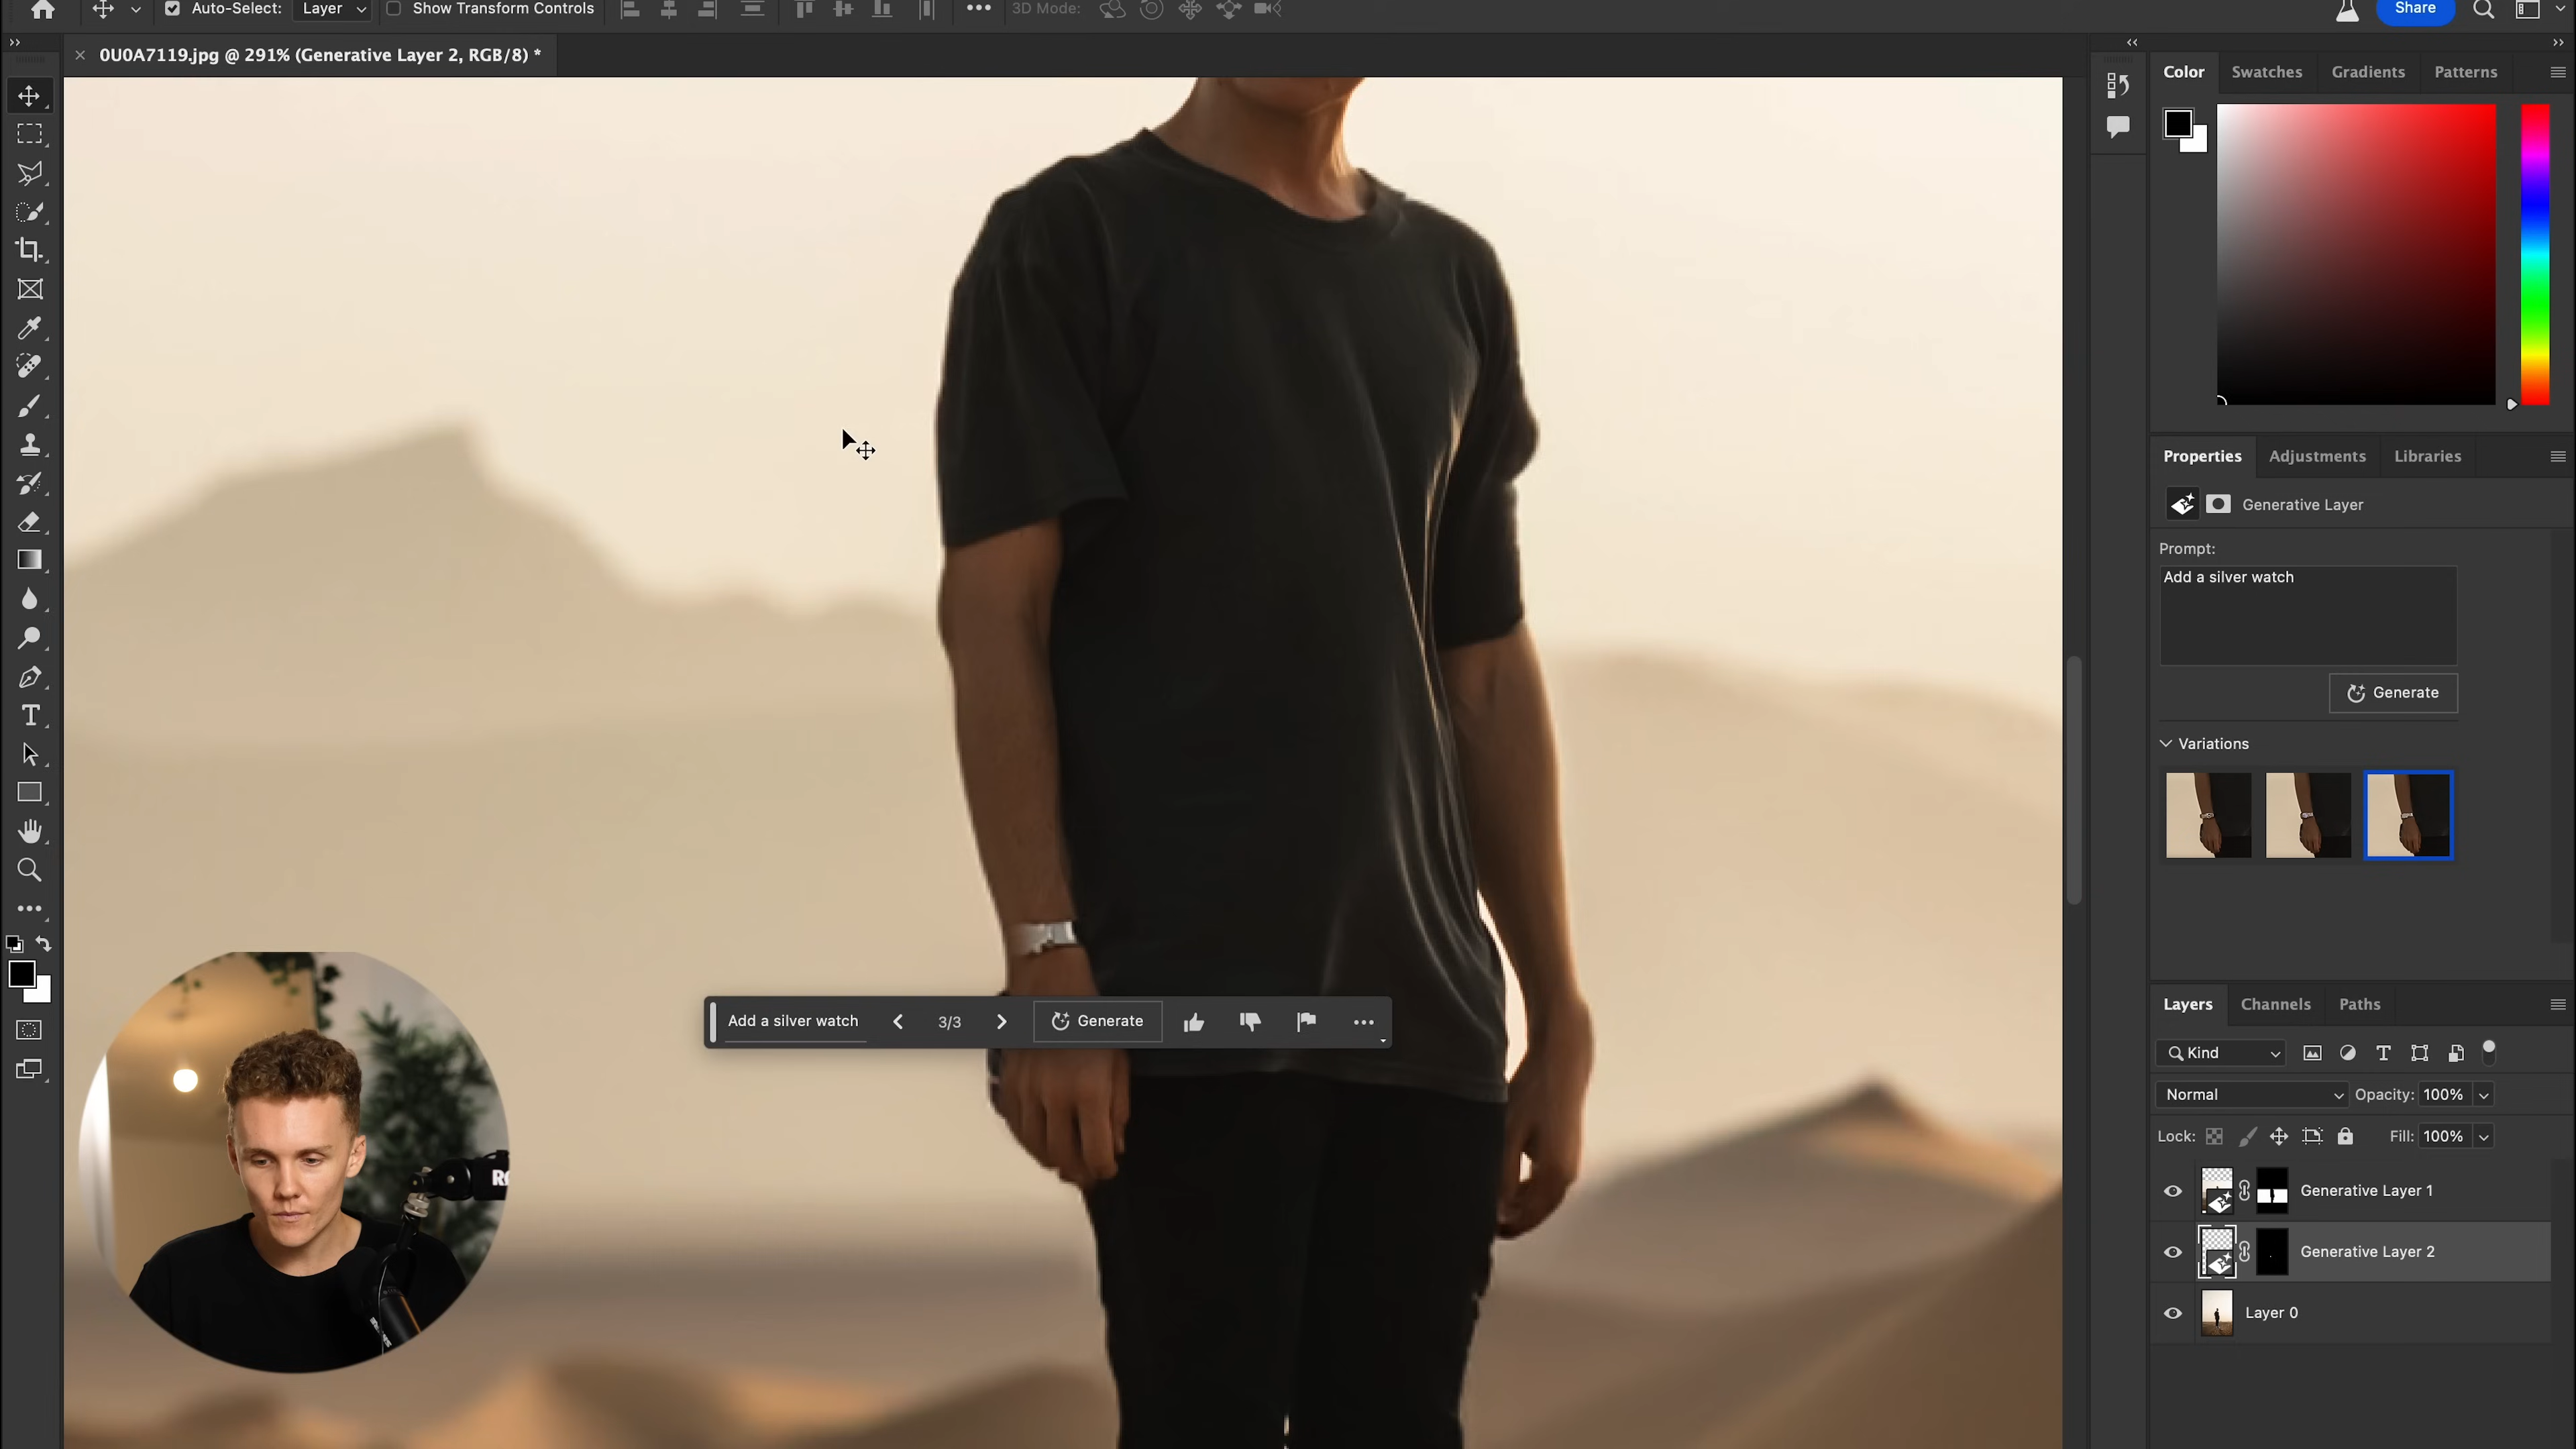 Auto-Select: Layer Show Transform Controls 3D Mode: Share
0U0A7119.jpg @ 291% (Generative Layer 2, RGB/8) *
Color Swatches Gradients Patterns
Properties Adjustments Libraries
Generative Layer
Prompt:
Add a silver watch
Generate
Variations
Add a silver watch 3/3 Generate
Layers Channels Paths
Kind
Normal Opacity: 100%
Lock: Fill: 100%
Generative Layer 1
Generative Layer 2
Layer 0